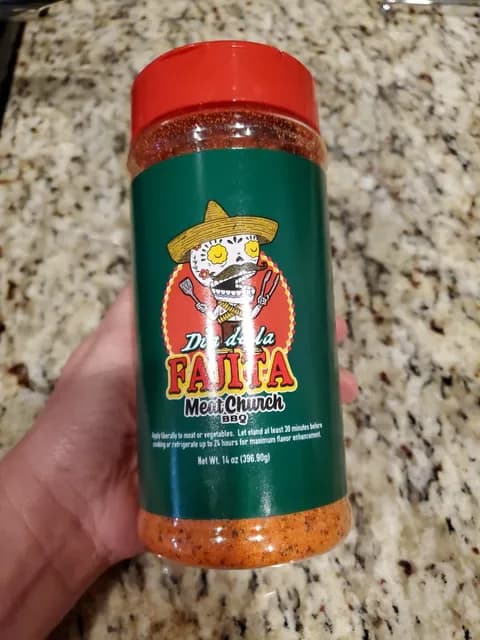 Dia de la
FAJITA
Meat Church
BBQ
Apply liberally to meat or vegetables. Let stand at least 30 minutes before
cooking or refrigerate up to 24 hours for maximum flavor enhancement.
Net Wt. 14 oz (396.90g)